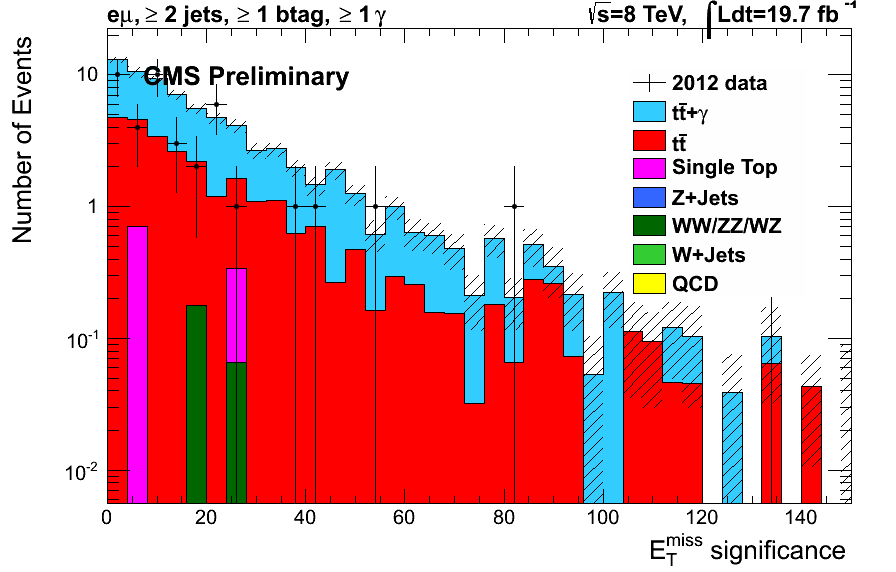 eμ, ≥ 2 jets, ≥ 1 btag, ≥ 1 γ √s=8 TeV, ∫Ldt=19.7 fb⁻¹
Number of Events
CMS Preliminary
2012 data
tt̄+γ
tt̄
Single Top
Z+Jets
WW/ZZ/WZ
W+Jets
QCD
10
1
10⁻¹
10⁻²
0 20 40 60 80 100 120 140
E_T^miss significance